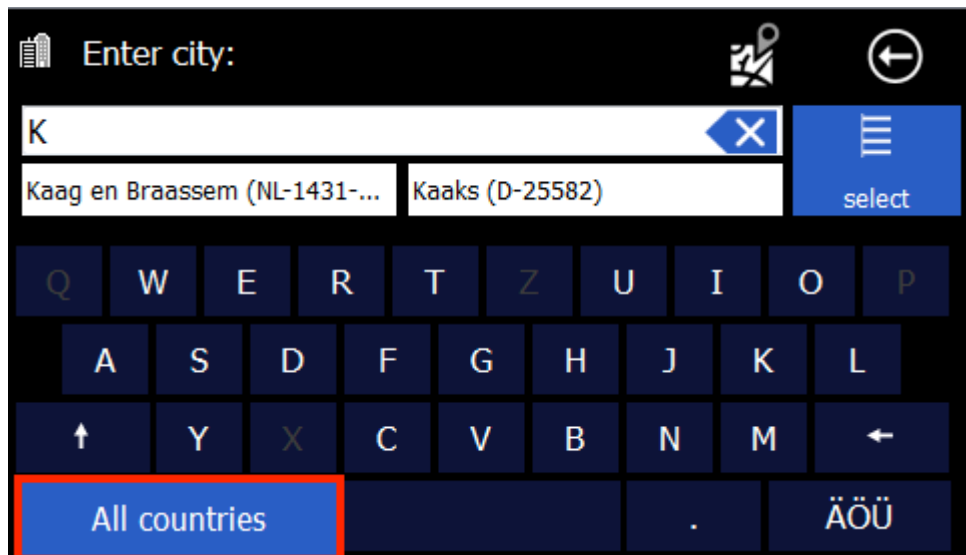 Enter city:
K
Kaag en Braassem (NL-1431-... Kaaks (D-25582)
select
Q W E R T Z U I O P
A S D F G H J K L
Y X C V B N M
All countries . ÄÖÜ